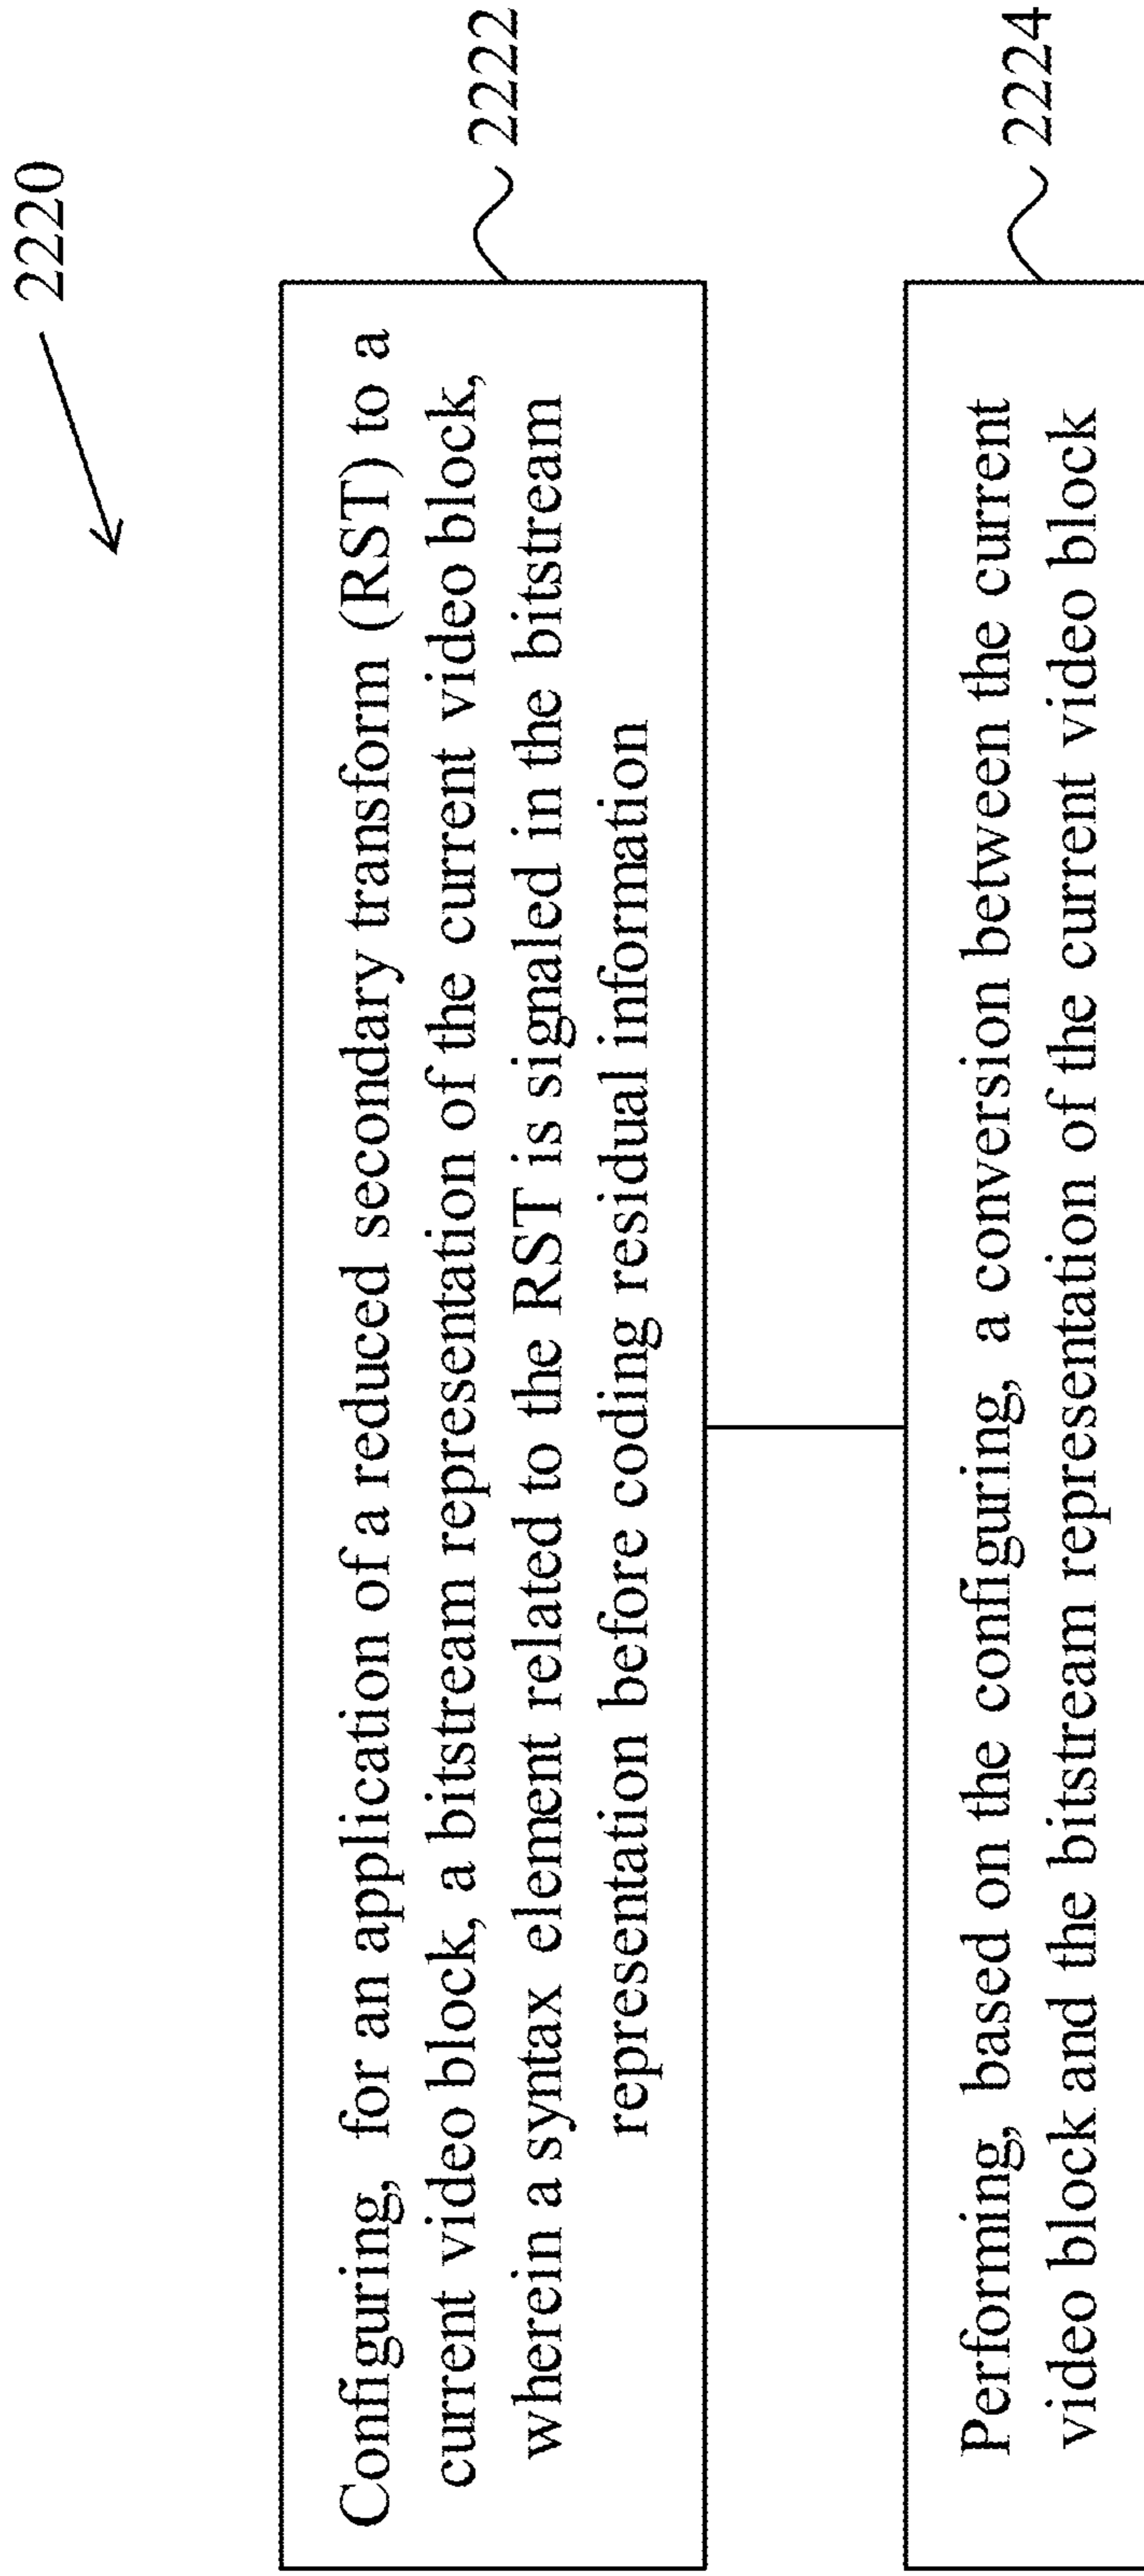 2220
Configuring, for an application of a reduced secondary transform (RST) to a
current video block, a bitstream representation of the current video block,
wherein a syntax element related to the RST is signaled in the bitstream
representation before coding residual information
2222
Performing, based on the configuring, a conversion between the current
video block and the bitstream representation of the current video block
2224